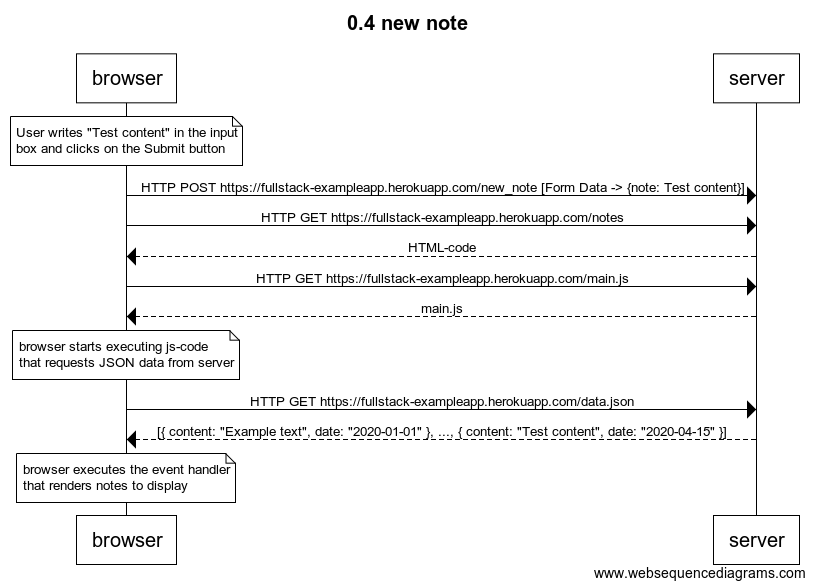 0.4 new note
browser
server
User writes "Test content" in the input
box and clicks on the Submit button
HTTP POST https://fullstack-exampleapp.herokuapp.com/new_note [Form Data -> {note: Test content}]
HTTP GET https://fullstack-exampleapp.herokuapp.com/notes
HTML-code
HTTP GET https://fullstack-exampleapp.herokuapp.com/main.js
main.js
browser starts executing js-code
that requests JSON data from server
HTTP GET https://fullstack-exampleapp.herokuapp.com/data.json
[{ content: "Example text", date: "2020-01-01" }, ..., { content: "Test content", date: "2020-04-15" }]
browser executes the event handler
that renders notes to display
browser
server
www.websequencediagrams.com